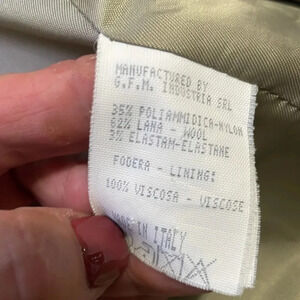 MANUFACTURED BY
G.F.M. INDUSTRIA SRL
35% POLIAMMIDICA-NYLON
62% LANA - WOOL
3% ELASTAM-ELASTANE
FODERA - LINING:
100% VISCOSA - VISCOSE
MADE IN ITALY